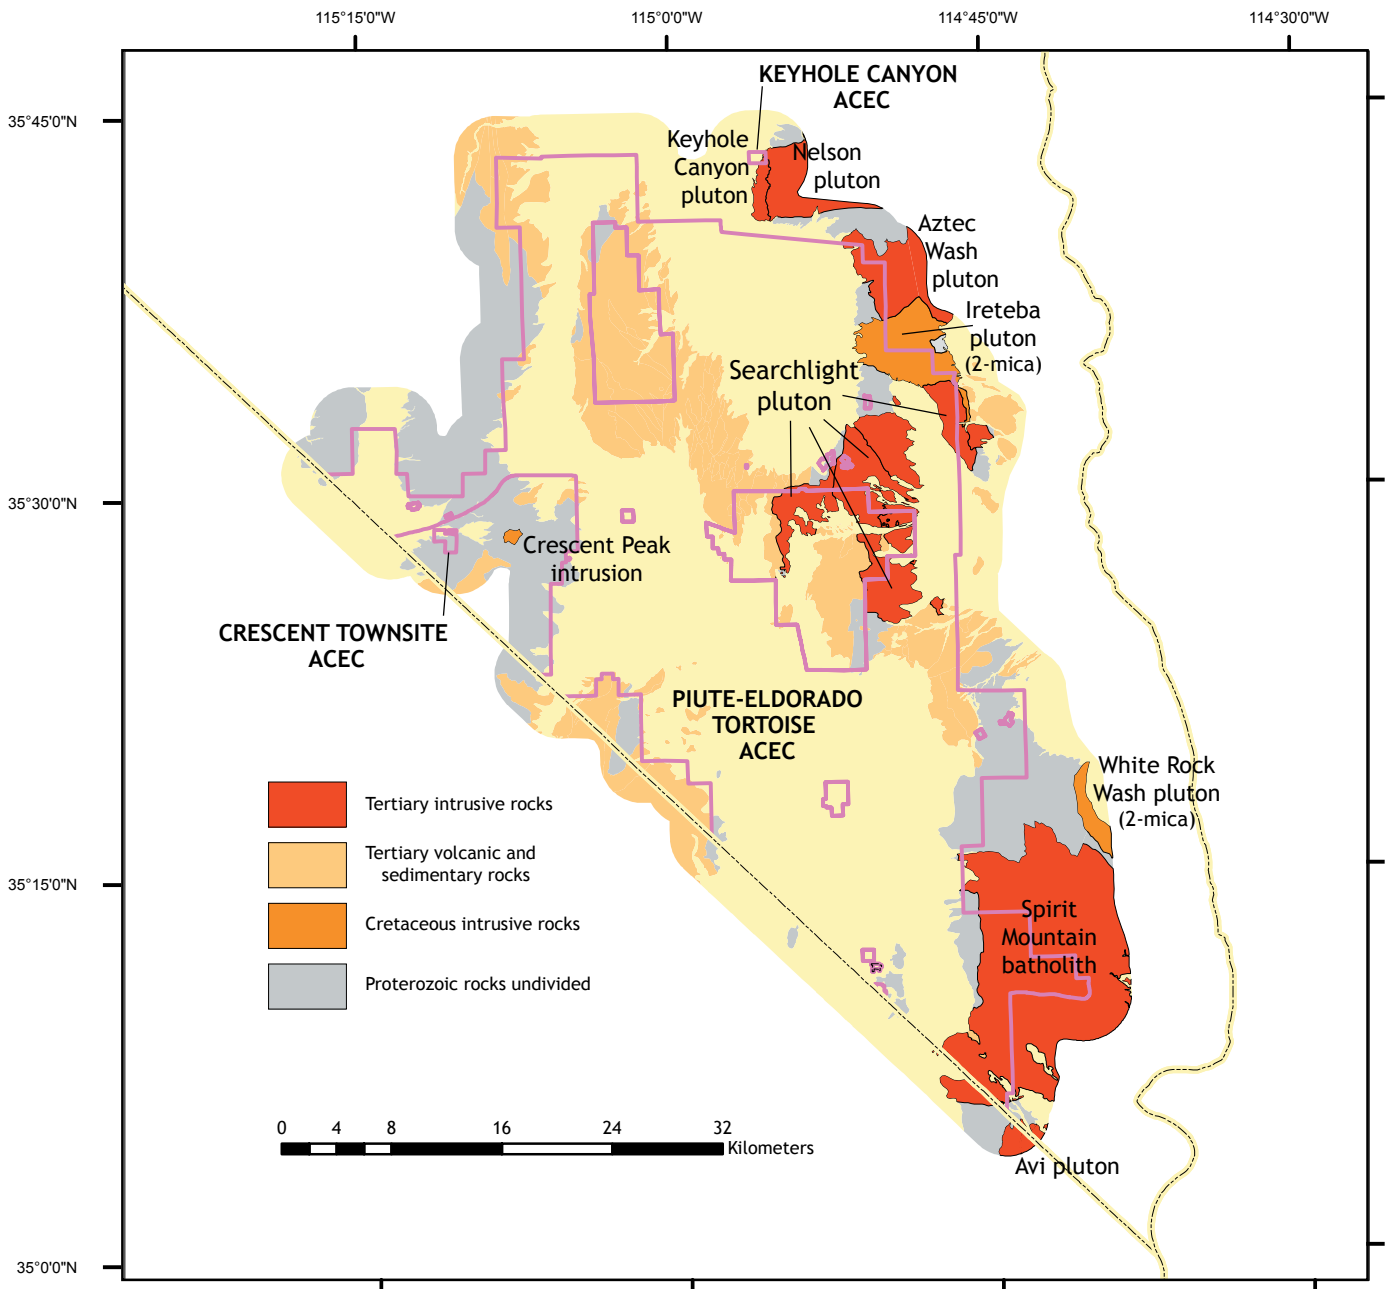 115°15'0"W
115°0'0"W
114°45'0"W
114°30'0"W
35°45'0"N
35°30'0"N
35°15'0"N
35°0'0"N
KEYHOLE CANYON
ACEC
Keyhole
Canyon
pluton
Nelson
pluton
Aztec
Wash
pluton
Ireteba
pluton
(2-mica)
Searchlight
pluton
Crescent Peak
intrusion
CRESCENT TOWNSITE
ACEC
PIUTE-ELDORADO
TORTOISE
ACEC
White Rock
Wash pluton
(2-mica)
Spirit
Mountain
batholith
Avi pluton
Tertiary intrusive rocks
Tertiary volcanic and
sedimentary rocks
Cretaceous intrusive rocks
Proterozoic rocks undivided
0 4 8 16 24 32
Kilometers